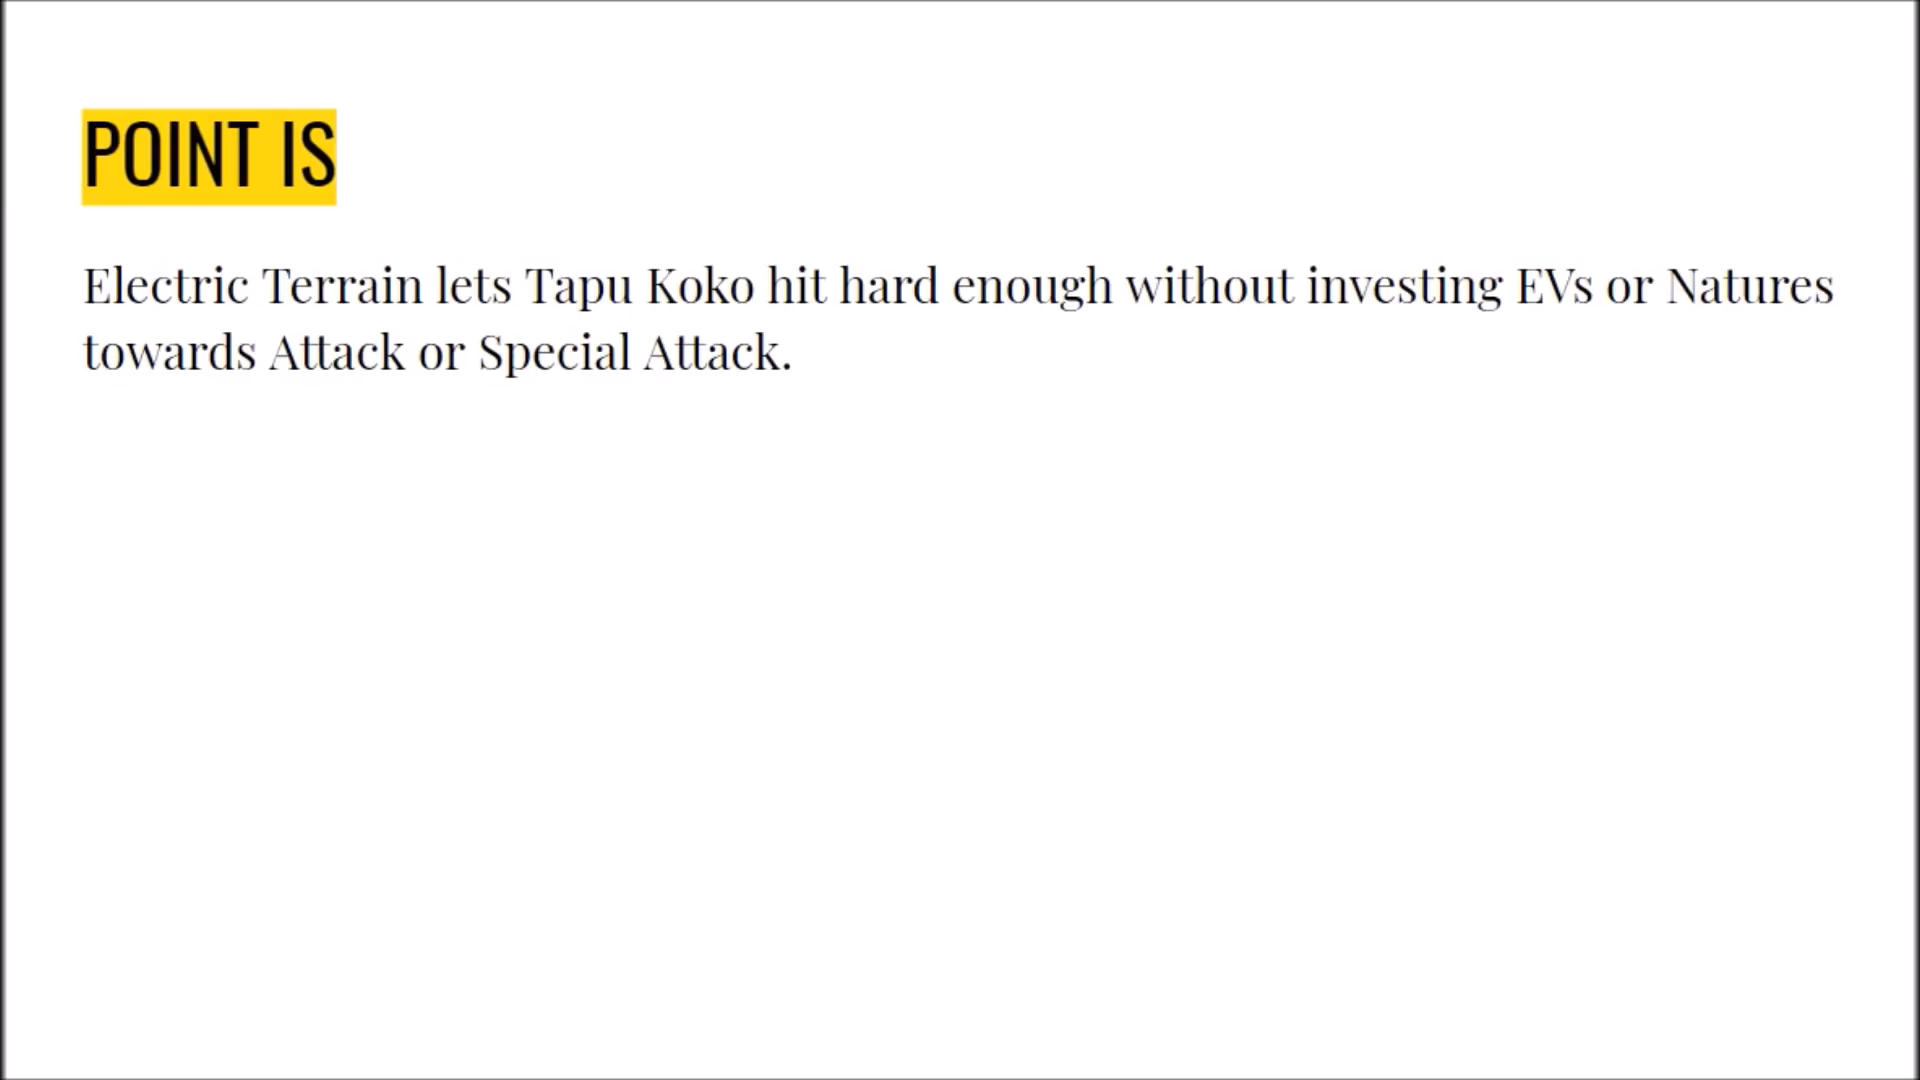 POINT IS
Electric Terrain lets Tapu Koko hit hard enough without investing EVs or Natures
towards Attack or Special Attack.